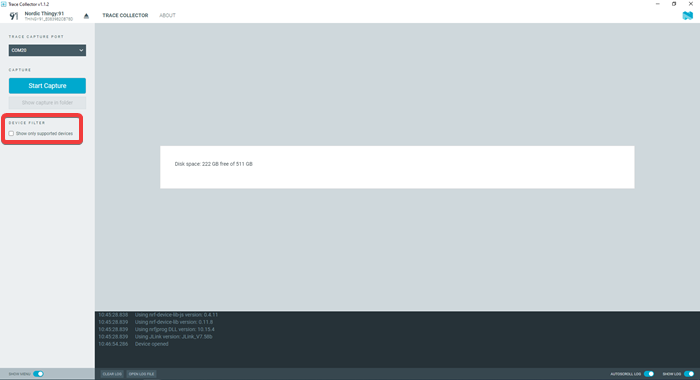 Trace Collector v1.1.2
91
Nordic Thingy:91
TRACE COLLECTOR
ABOUT
TRACE CAPTURE PORT
COM20
CAPTURE
Start Capture
Show capture in folder
DEVICE FILTER
Show only supported devices
Disk space: 222 GB free of 511 GB
10:45:28.838 Using nrf-device-lib-js version: 0.4.11
10:45:28.839 Using nrf-device-lib version: 0.11.8
10:45:28.839 Using nrfjprog DLL version: 10.15.4
10:45:28.839 Using JLink version: JLink_V7.58b
10:46:54.286 Device opened
SHOW MENU
CLEAR LOG
OPEN LOG FILE
AUTOSCROLL LOG
SHOW LOG